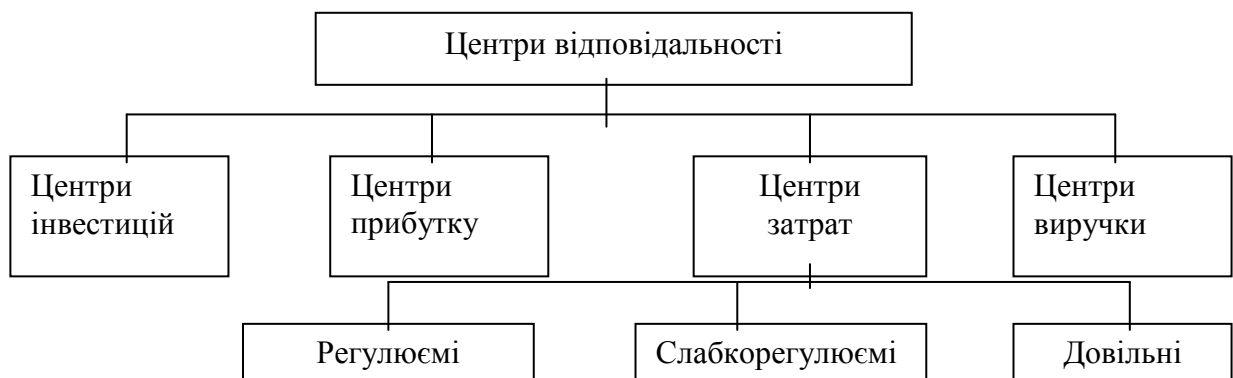 Центри відповідальності
Центри
інвестицій
Центри
прибутку
Центри
затрат
Центри
виручки
Регулюємі
Слабкорегулюємі
Довільні